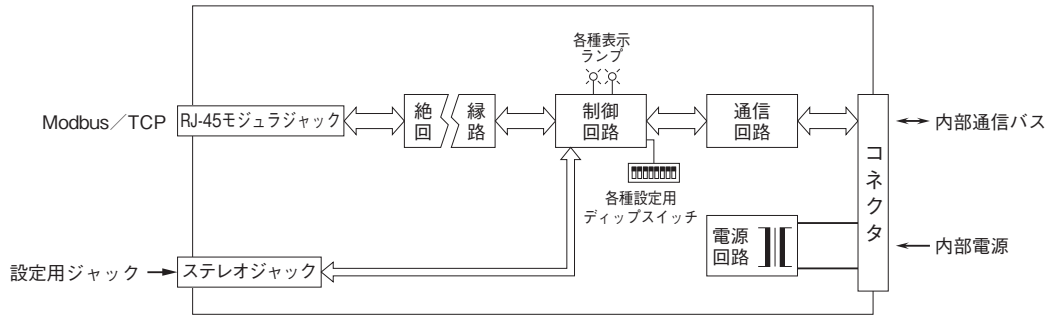 各種表示
ランプ
Modbus／TCP
RJ-45モジュラジャック
絶縁
回路
制御
回路
通信
回路
コネクタ
内部通信バス
各種設定用
ディップスイッチ
電源
回路
内部電源
設定用ジャック
ステレオジャック